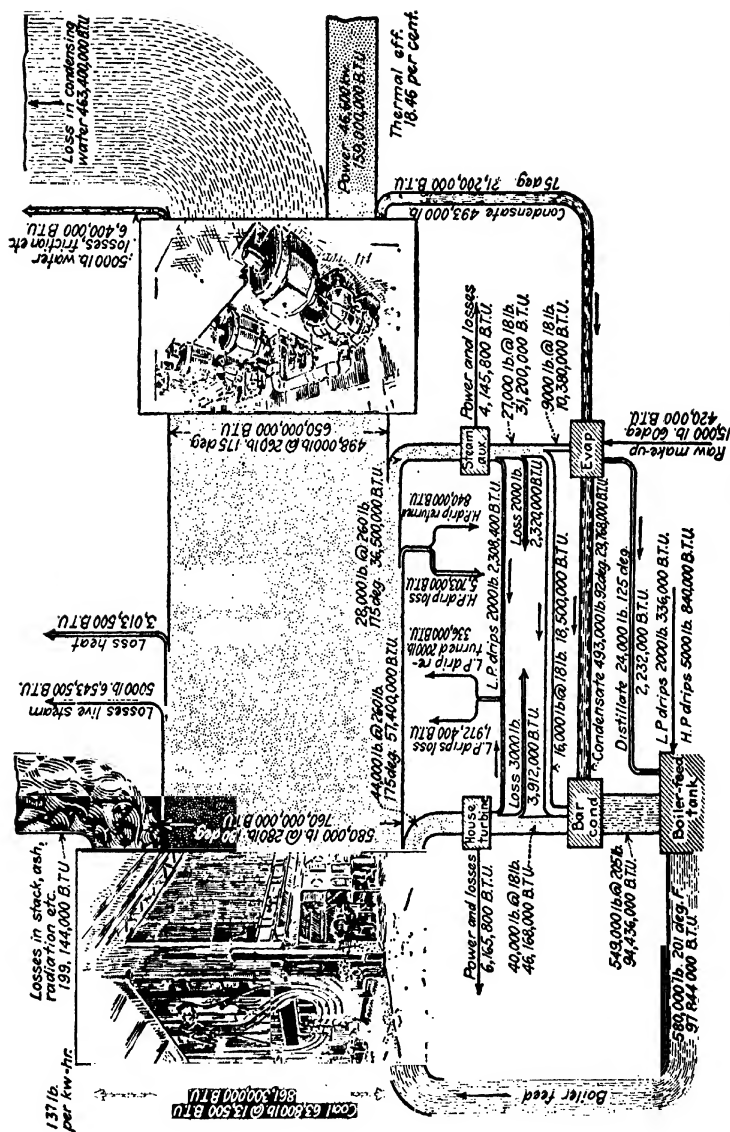 137 lb.
per kw-hr.
Coal 63,800 lb @ 13,500 B.T.U
861,300,000 B.T.U
Losses in stack, ash,
radiation etc.
199,144,000 B.T.U
580,000 lb @ 280 lb.
760,000,000 B.T.U
Losses live steam
5000 lb. 6,543,500 B.T.U.
Loss heat
3,013,500 B.T.U.
498,000 lb @ 260 lb. 175 deg
650,000,000 B.T.U
5000 lb. water
losses, friction etc
6,400,000 B.T.U.
Loss in condensing
water 463,400,000 B.T.U
Power 46,600 kw.
159,000,000 B.T.U.
Thermal eff.
18.46 per cent.
Condensate 493,000 lb.
75 deg. 21,200,000 B.T.U
44,000 lb. @ 260 lb.
175 deg. 57,400,000 B.T.U.
28,000 lb. @ 260 lb
175 deg. 36,500,000 B.T.U.
House
turbine
Power and losses
6,165,800 B.T.U.
L.P. drips loss
1,972,400 B.T.U
L.P. drip re-
turned 2000 lb.
336,000 B.T.U
H.P. drip loss
5,703,000 B.T.U
H.P. drip returned
840,000 B.T.U
Steam
aux.
Power and losses
4,145,800 B.T.U.
L.P. drips 2000 lb. 2,308,400 B.T.U.
Loss 3000 lb.
3,912,000 B.T.U.
Loss 2000 lb.
2,320,000 B.T.U
27,000 lb. @ 18 lb.
31,200,000 B.T.U.
9000 lb. @ 18 lb
10,380,000 B.T.U.
40,000 lb. @ 18 lb.
46,168,000 B.T.U
16,000 lb @ 18 lb. 18,500,000 B.T.U.
Bar
cond
Condensate 493,000 lb. 92 deg. 29,768,000 B.T.U.
Evap.
Raw make-up
15,000 lb. 60 deg.
420,000 B.T.U.
Distillate 24,000 lb. 125 deg.
2,232,000 B.T.U.
549,000 lb. @ 205 lb.
94,436,000 B.T.U.
L.P. drips 2000 lb 336,000 B.T.U.
H.P. drips 5000 lb. 840,000 B.T.U.
Boiler-feed
tank
580,000 lb. 201 deg. F.
97 844 000 B.T.U.
Boiler feed